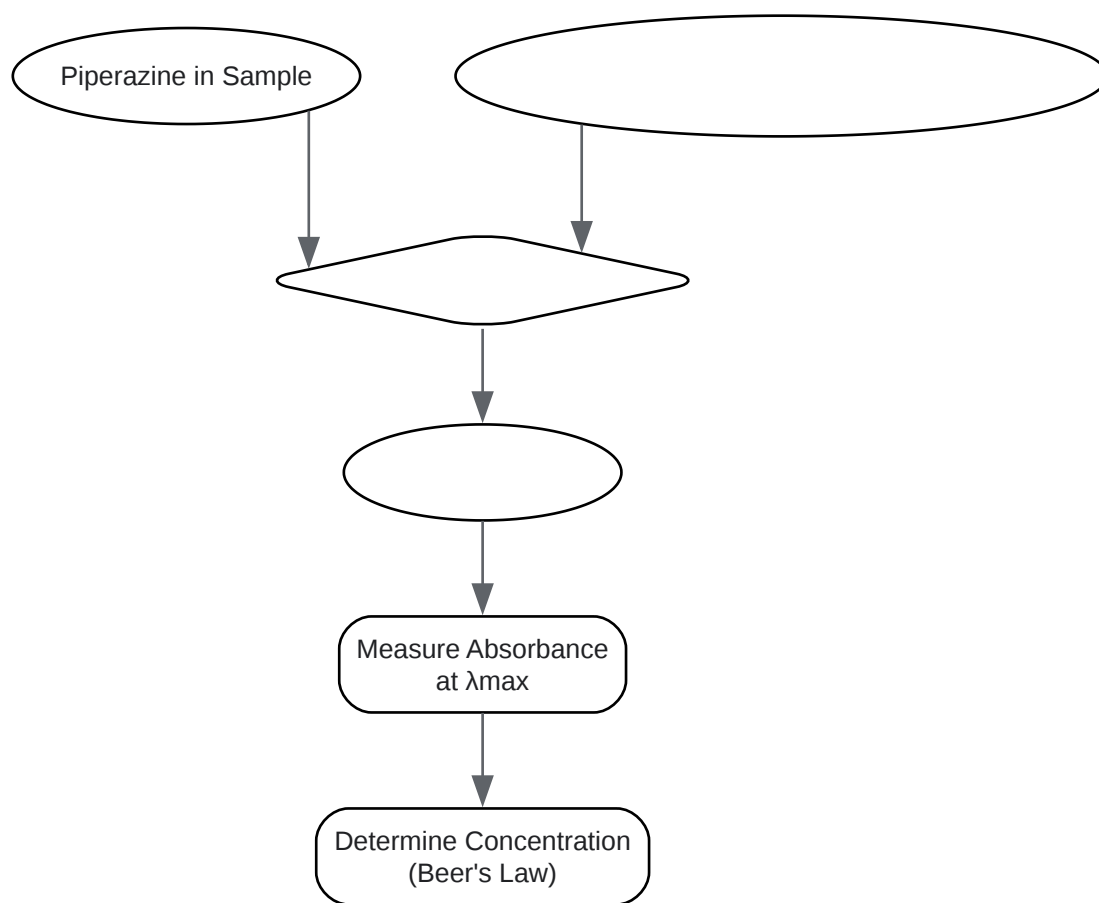 Piperazine in Sample
Measure Absorbance
at λmax
Determine Concentration
(Beer's Law)